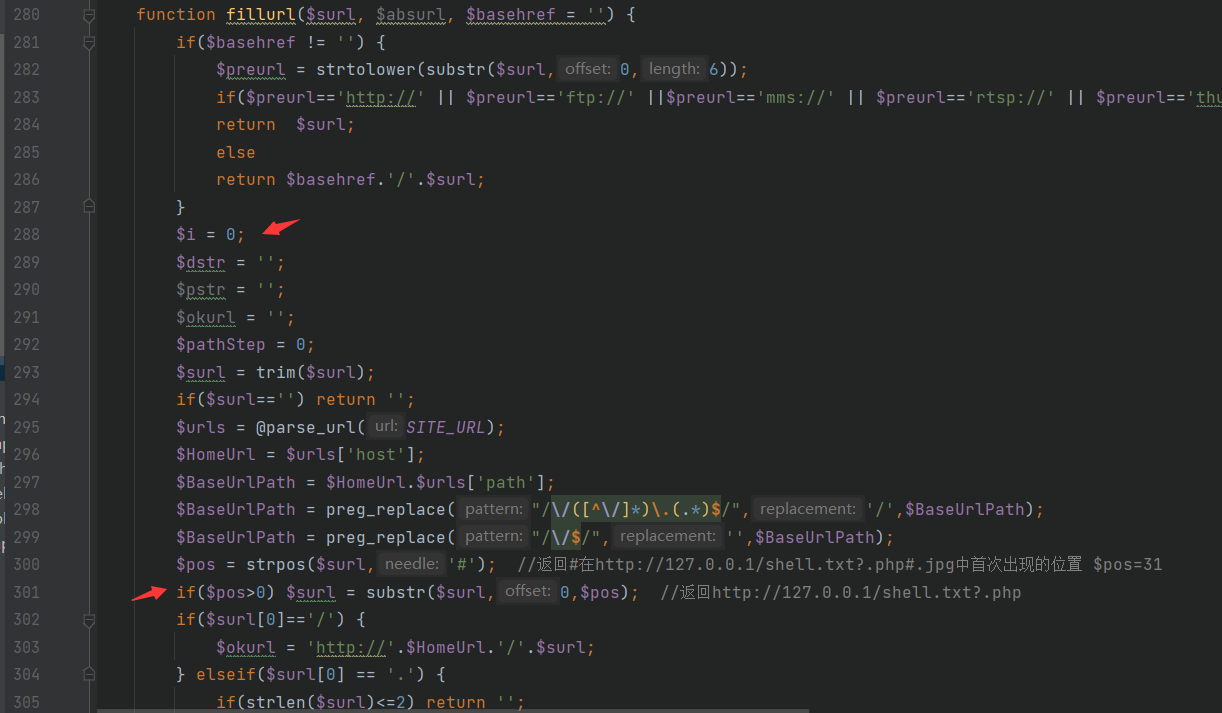 280 function fillurl($surl, $absurl, $basehref = '') {
281 if($basehref != '') {
282 $preurl = strtolower(substr($surl, offset: 0, length: 6));
283 if($preurl=='http://' || $preurl=='ftp://' ||$preurl=='mms://' || $preurl=='rtsp://' || $preurl=='thu
284 return  $surl;
285 else
286 return $basehref.'/'.$surl;
287 }
288 $i = 0;
289 $dstr = '';
290 $pstr = '';
291 $okurl = '';
292 $pathStep = 0;
293 $surl = trim($surl);
294 if($surl=='') return '';
295 $urls = @parse_url( url: SITE_URL);
296 $HomeUrl = $urls['host'];
297 $BaseUrlPath = $HomeUrl.$urls['path'];
298 $BaseUrlPath = preg_replace( pattern: "/\/([^\/]*)\.(.*)$/", replacement: '/',$BaseUrlPath);
299 $BaseUrlPath = preg_replace( pattern: "/\/$/", replacement: '',$BaseUrlPath);
300 $pos = strpos($surl, needle: '#');  //返回#在http://127.0.0.1/shell.txt?.php#.jpg中首次出现的位置 $pos=31
301 if($pos>0) $surl = substr($surl, offset: 0,$pos);  //返回http://127.0.0.1/shell.txt?.php
302 if($surl[0]=='/') {
303 $okurl = 'http://'.$HomeUrl.'/'.$surl;
304 } elseif($surl[0] == '.') {
305 if(strlen($surl)<=2) return '';